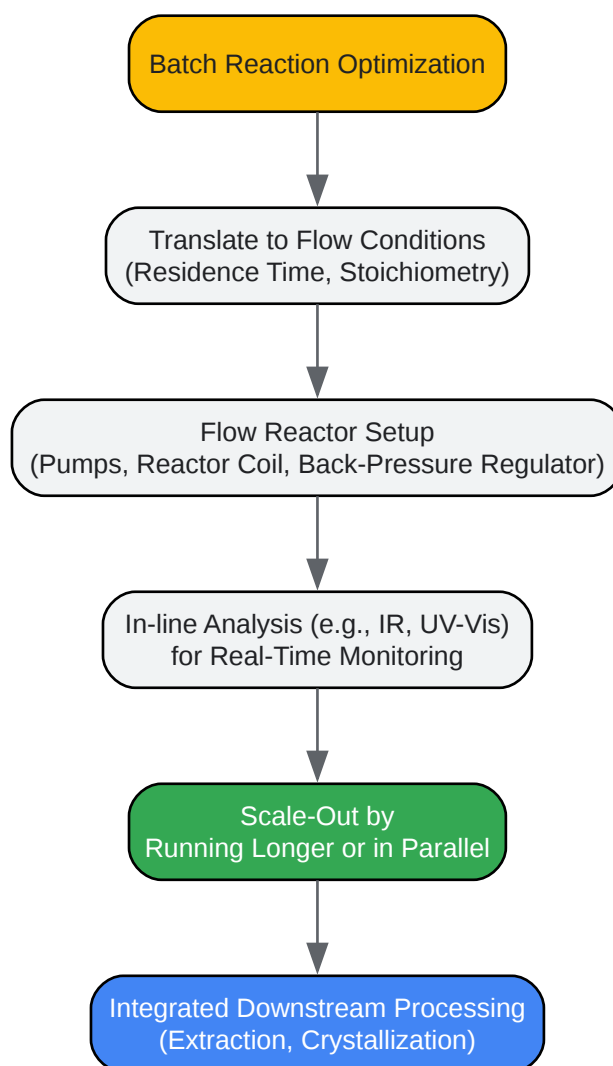 Batch Reaction Optimization
Translate to Flow Conditions
(Residence Time, Stoichiometry)
Flow Reactor Setup
(Pumps, Reactor Coil, Back-Pressure Regulator)
In-line Analysis (e.g., IR, UV-Vis)
for Real-Time Monitoring
Scale-Out by
Running Longer or in Parallel
Integrated Downstream Processing
(Extraction, Crystallization)